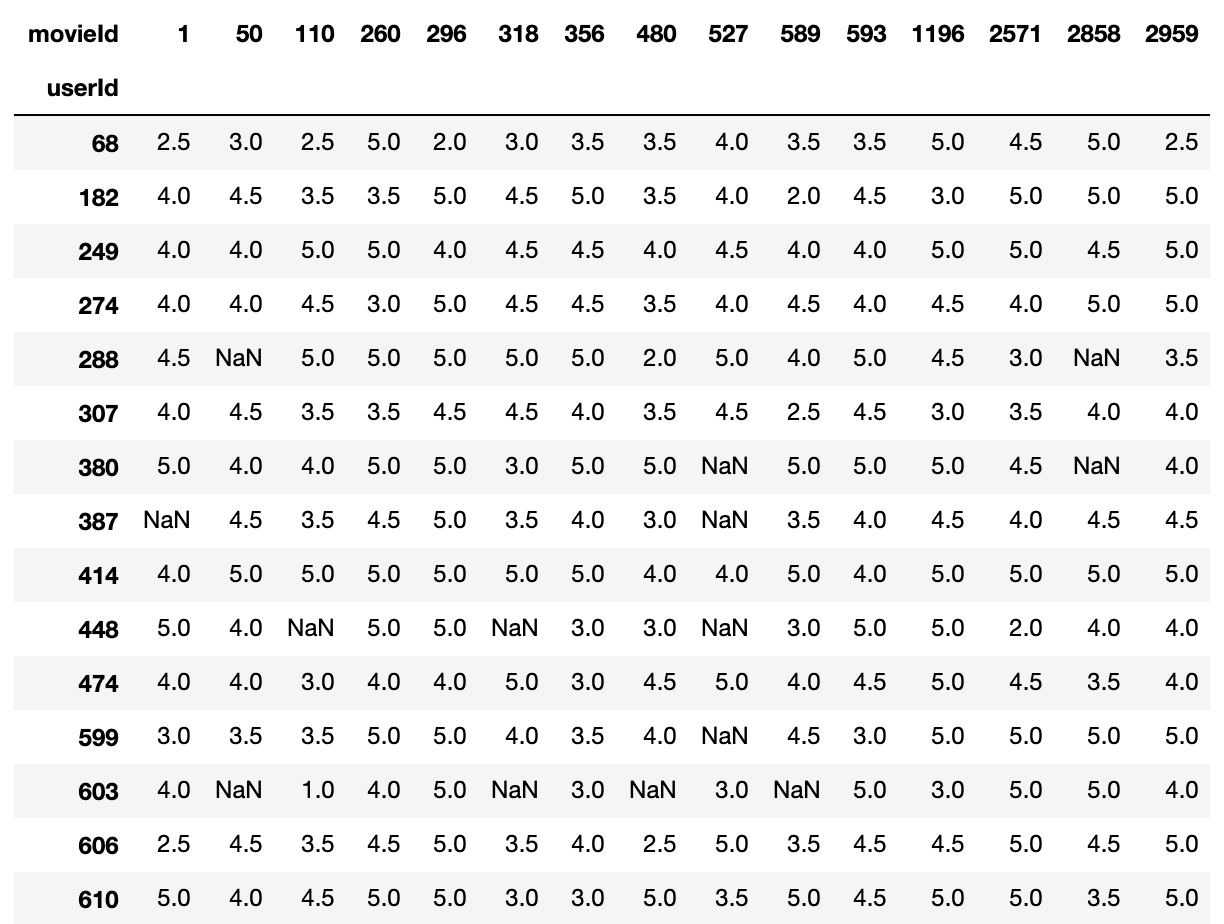 movieId 1 50 110 260 296 318 356 480 527 589 593 1196 2571 2858 2959
userId
68 2.5 3.0 2.5 5.0 2.0 3.0 3.5 3.5 4.0 3.5 3.5 5.0 4.5 5.0 2.5
182 4.0 4.5 3.5 3.5 5.0 4.5 5.0 3.5 4.0 2.0 4.5 3.0 5.0 5.0 5.0
249 4.0 4.0 5.0 5.0 4.0 4.5 4.5 4.0 4.5 4.0 4.0 5.0 5.0 4.5 5.0
274 4.0 4.0 4.5 3.0 5.0 4.5 4.5 3.5 4.0 4.5 4.0 4.5 4.0 5.0 5.0
288 4.5 NaN 5.0 5.0 5.0 5.0 5.0 2.0 5.0 4.0 5.0 4.5 3.0 NaN 3.5
307 4.0 4.5 3.5 3.5 4.5 4.5 4.0 3.5 4.5 2.5 4.5 3.0 3.5 4.0 4.0
380 5.0 4.0 4.0 5.0 5.0 3.0 5.0 5.0 NaN 5.0 5.0 5.0 4.5 NaN 4.0
387 NaN 4.5 3.5 4.5 5.0 3.5 4.0 3.0 NaN 3.5 4.0 4.5 4.0 4.5 4.5
414 4.0 5.0 5.0 5.0 5.0 5.0 5.0 4.0 4.0 5.0 4.0 5.0 5.0 5.0 5.0
448 5.0 4.0 NaN 5.0 5.0 NaN 3.0 3.0 NaN 3.0 5.0 5.0 2.0 4.0 4.0
474 4.0 4.0 3.0 4.0 4.0 5.0 3.0 4.5 5.0 4.0 4.5 5.0 4.5 3.5 4.0
599 3.0 3.5 3.5 5.0 5.0 4.0 3.5 4.0 NaN 4.5 3.0 5.0 5.0 5.0 5.0
603 4.0 NaN 1.0 4.0 5.0 NaN 3.0 NaN 3.0 NaN 5.0 3.0 5.0 5.0 4.0
606 2.5 4.5 3.5 4.5 5.0 3.5 4.0 2.5 5.0 3.5 4.5 4.5 5.0 4.5 5.0
610 5.0 4.0 4.5 5.0 5.0 3.0 3.0 5.0 3.5 5.0 4.5 5.0 5.0 3.5 5.0